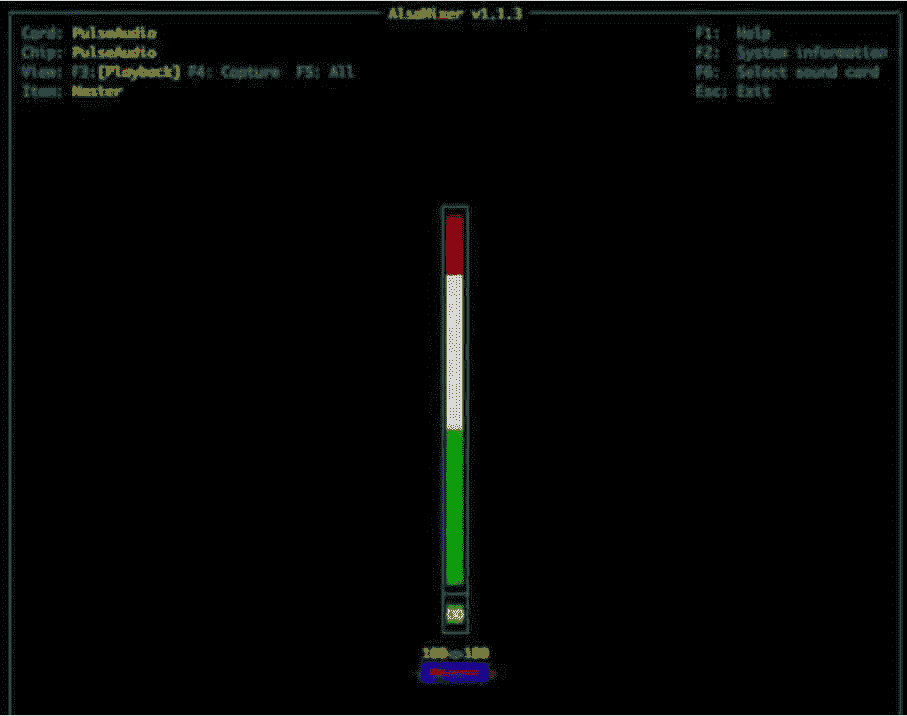 AlsaMixer v1.1.3
Card: PulseAudio
F1: Help
Chip: PulseAudio
F2: System information
View: F3:[Playback] F4: Capture F5: All
F6: Select sound card
Item: Master
Esc: Exit
100<>100